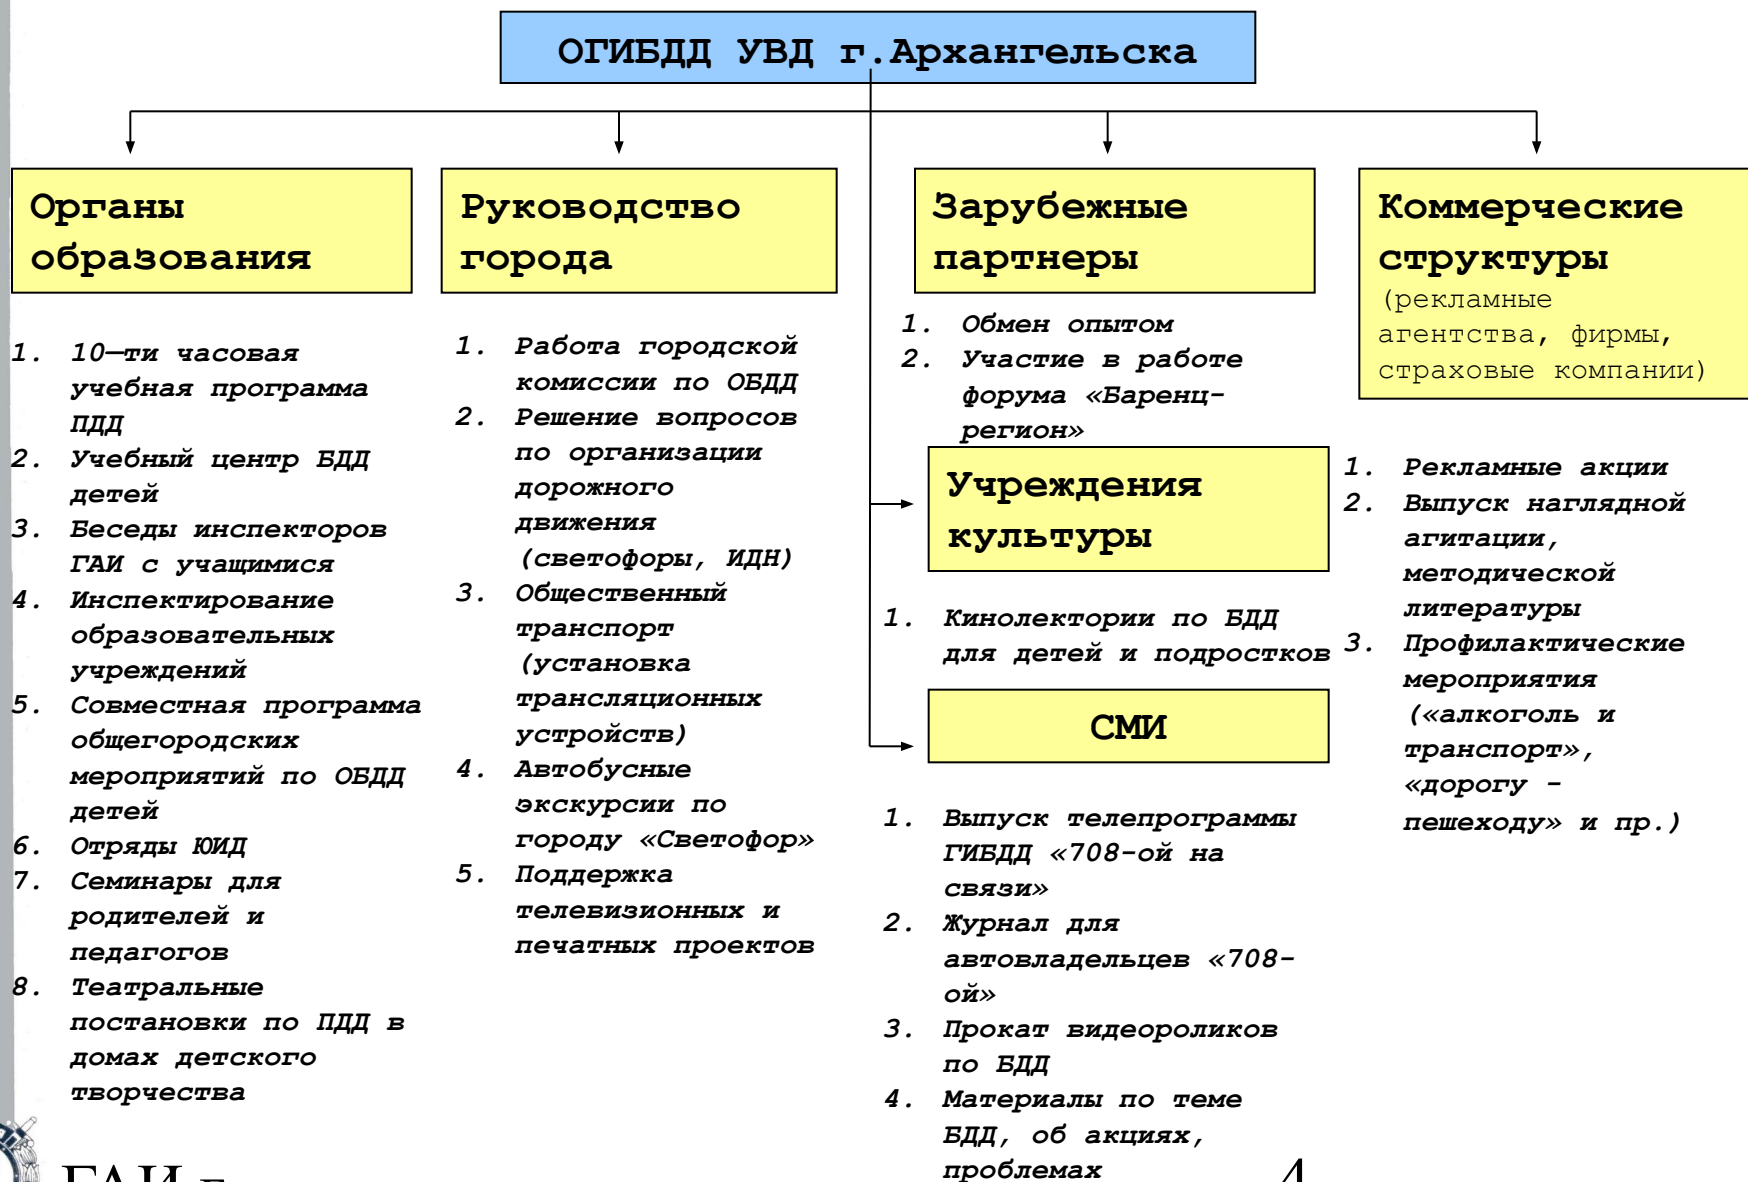 ОГИБДД УВД г.Архангельска
Органы
образования
1. 10–ти часовая
учебная программа
ПДД
2. Учебный центр БДД
детей
3. Беседы инспекторов
ГАИ с учащимися
4. Инспектирование
образовательных
учреждений
5. Совместная программа
общегородских
мероприятий по ОБДД
детей
6. Отряды ЮИД
7. Семинары для
родителей и
педагогов
8. Театральные
постановки по ПДД в
домах детского
творчества
Руководство
города
1. Работа городской
комиссии по ОБДД
2. Решение вопросов
по организации
дорожного
движения
(светофоры, ИДН)
3. Общественный
транспорт
(установка
трансляционных
устройств)
4. Автобусные
экскурсии по
городу «Светофор»
5. Поддержка
телевизионных и
печатных проектов
Зарубежные
партнеры
1. Обмен опытом
2. Участие в работе
форума «Баренц-
регион»
Учреждения
культуры
1. Кинолектории по БДД
для детей и подростков
СМИ
1. Выпуск телепрограммы
ГИБДД «708-ой на
связи»
2. Журнал для
автовладельцев «708-
ой»
3. Прокат видеороликов
по БДД
4. Материалы по теме
БДД, об акциях,
проблемах
Коммерческие
структуры
(рекламные
агентства, фирмы,
страховые компании)
1. Рекламные акции
2. Выпуск наглядной
агитации,
методической
литературы
3. Профилактические
мероприятия
(«алкоголь и
транспорт»,
«дорогу -
пешеходу» и пр.)
ГАИ
4